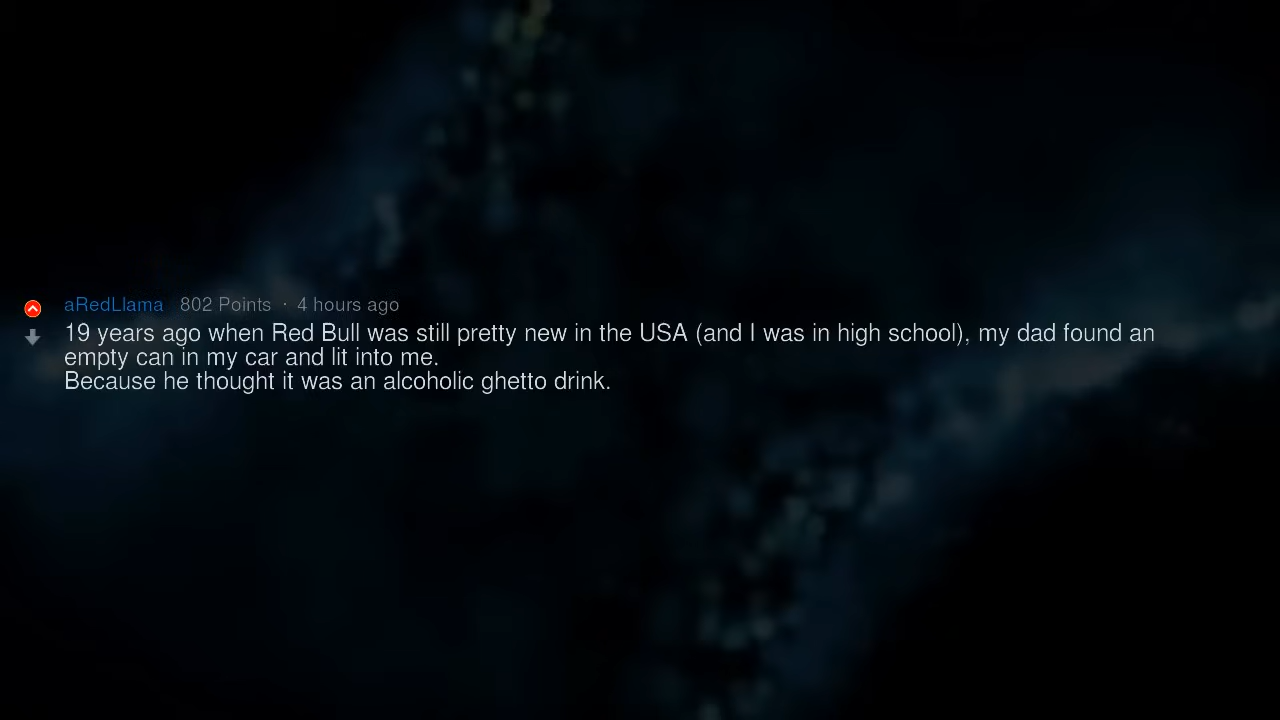 aRedLlama 802 Points · 4 hours ago
19 years ago when Red Bull was still pretty new in the USA (and I was in high school), my dad found an
empty can in my car and lit into me.
Because he thought it was an alcoholic ghetto drink.